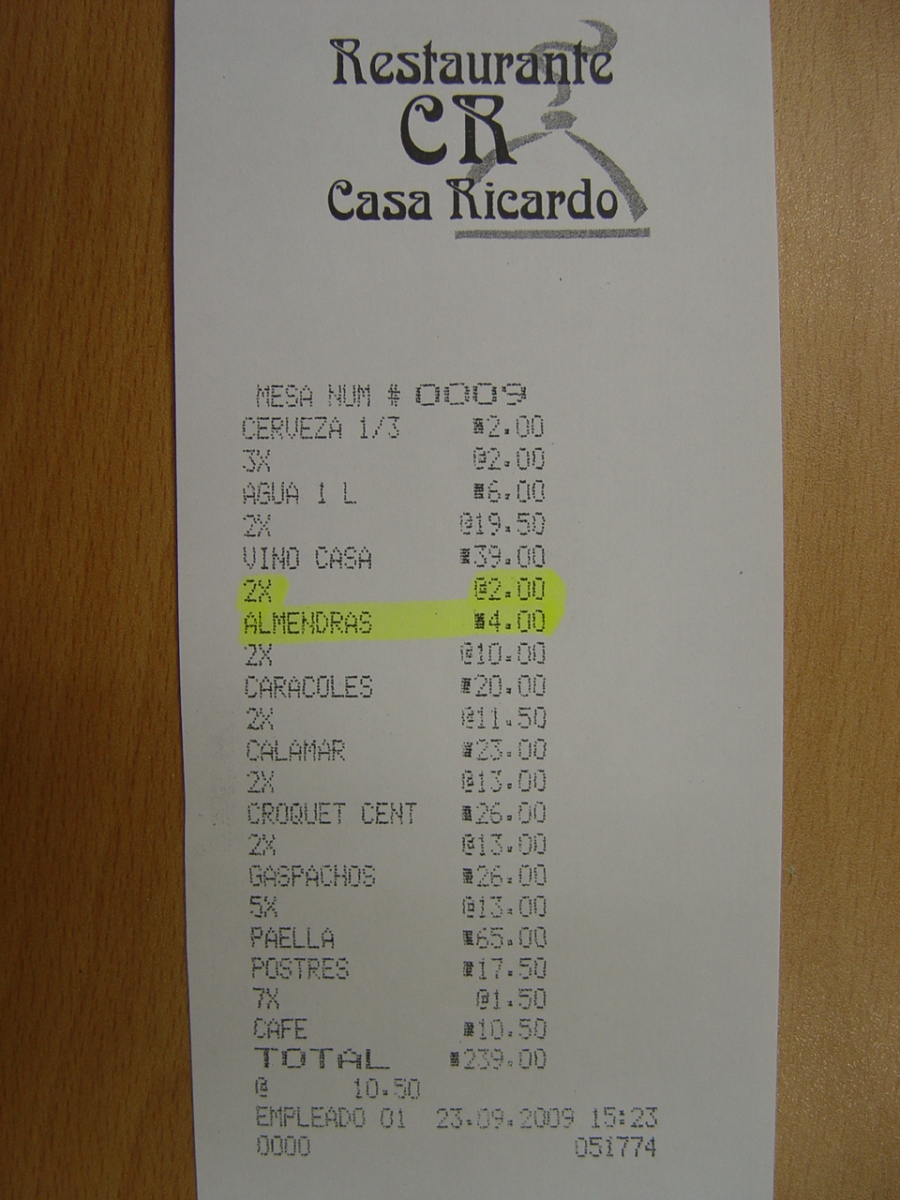 Restaurante
CR
Casa Ricardo
MESA NUM # 0009
CERVEZA 1/3 2.00
3X @2.00
AGUA 1 L 6.00
2X @19.50
VINO CASA 39.00
2X @2.00
ALMENDRAS 4.00
2X @10.00
CARACOLES 20.00
2X @11.50
CALAMAR 23.00
2X @13.00
CROQUET CENT 26.00
2X @13.00
GASPACHOS 26.00
5X @13.00
PAELLA 65.00
POSTRES 17.50
7X @1.50
CAFE 10.50
TOTAL 239.00
@ 10.50
EMPLEADO 01 23.09.2009 15:23
0000 051774